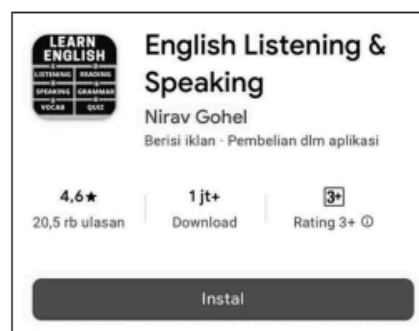 LEARN
ENGLISH
LISTENING READING
SPEAKING GRAMMAR
VOCAB QUIZ
English Listening &
Speaking
Nirav Gohel
Berisi iklan · Pembelian dlm aplikasi
4,6★ 1 jt+ 3+
20,5 rb ulasan Download Rating 3+ ⓘ
Instal